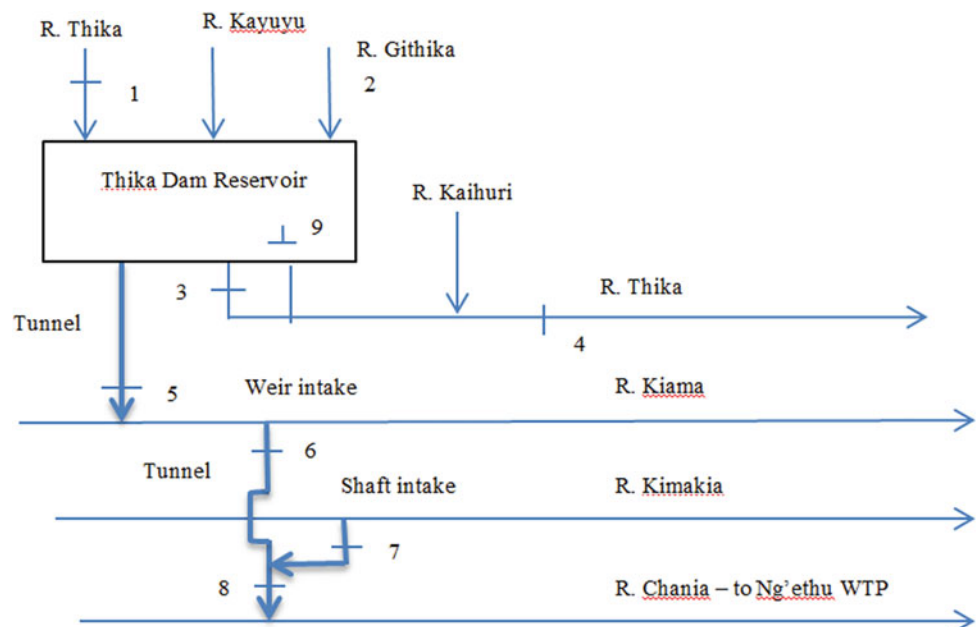 R. Thika
R. Kayuyu
R. Githika
1
2
Thika Dam Reservoir
9
R. Kaihuri
3
R. Thika
4
Tunnel
5
Weir intake
R. Kiama
6
Tunnel
Shaft intake
R. Kimakia
7
8
R. Chania – to Ng’ethu WTP